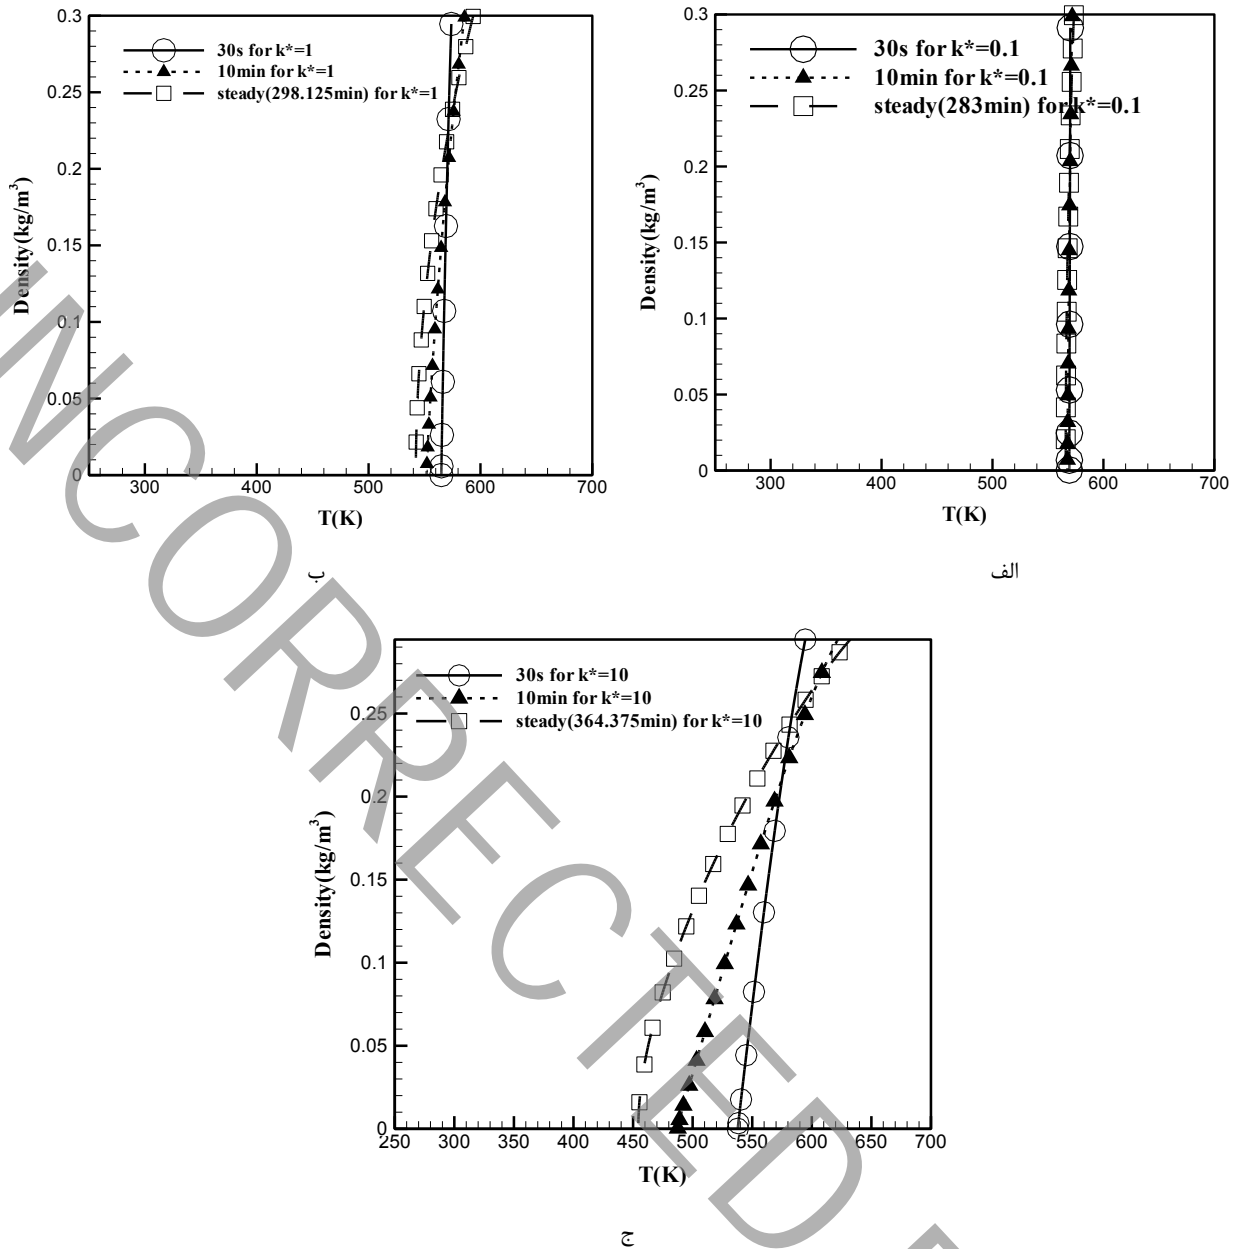 0.3
0.25
0.2
0.15
0.1
0.05
0
Density(kg/m³)
30s for k*=1
10min for k*=1
steady(298.125min) for k*=1
300 400 500 600 700
T(K)
ب
0.3
0.25
0.2
0.15
0.1
0.05
0
Density(kg/m³)
30s for k*=0.1
10min for k*=0.1
steady(283min) for k*=0.1
300 400 500 600 700
T(K)
الف
0.25
0.2
0.15
0.1
0.05
0
Density(kg/m³)
30s for k*=10
10min for k*=10
steady(364.375min) for k*=10
250 300 350 400 450 500 550 600 650 700
T(K)
ج
UNCORRECTED